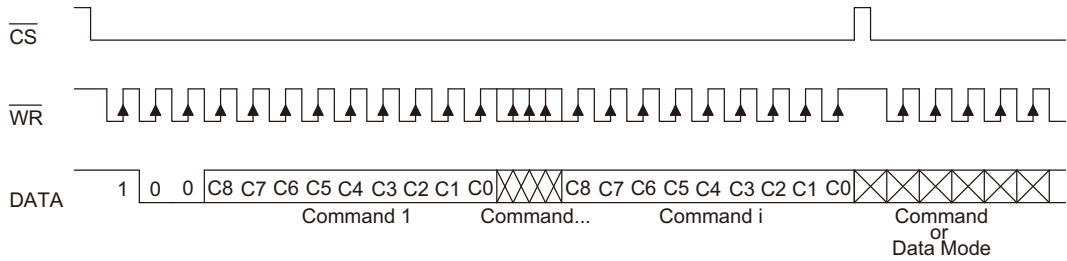 CS
WR
DATA 1 0 0 C8 C7 C6 C5 C4 C3 C2 C1 C0 C8 C7 C6 C5 C4 C3 C2 C1 C0
Command 1 Command... Command i Command
or
Data Mode